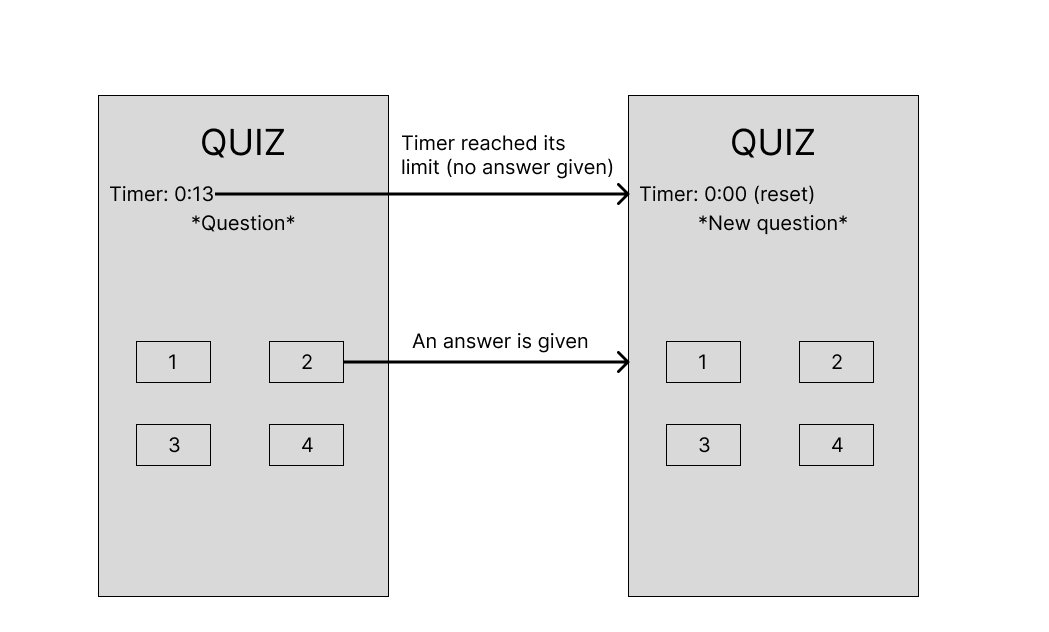 QUIZ
Timer: 0:13
*Question*
1
2
3
4
Timer reached its
limit (no answer given)
An answer is given
QUIZ
Timer: 0:00 (reset)
*New question*
1
2
3
4